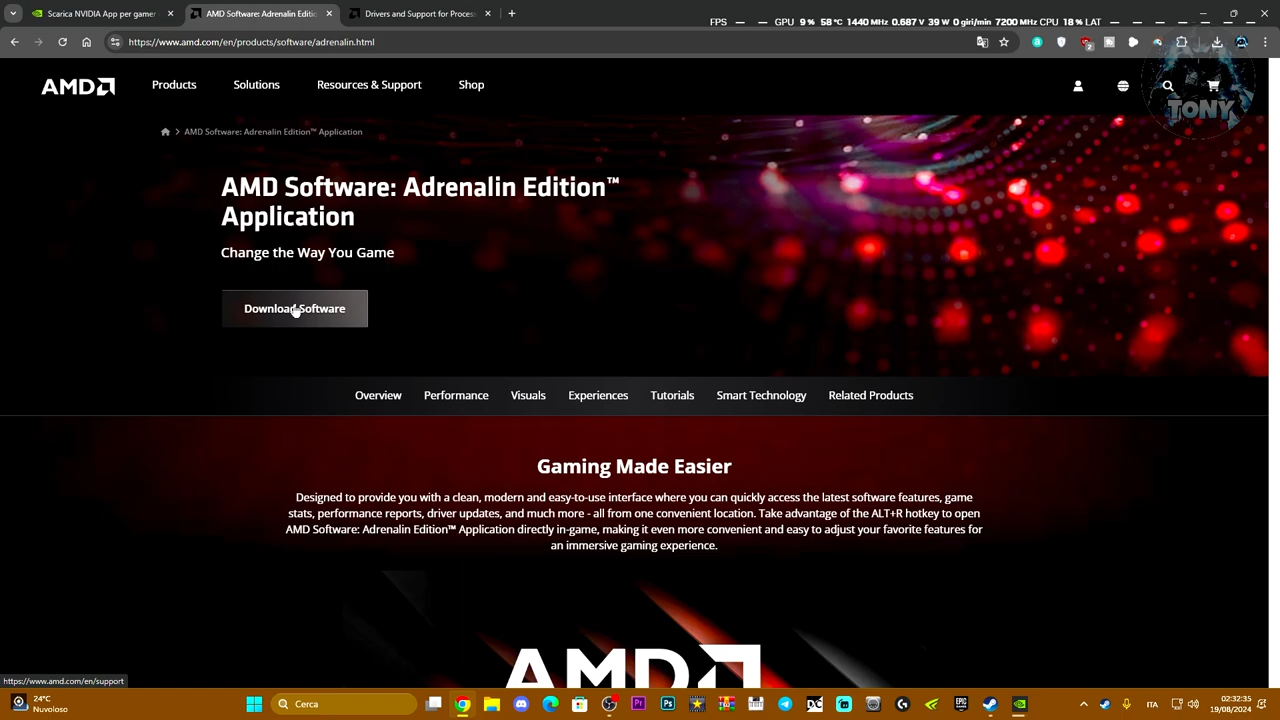 Scarica NVIDIA App per gamer
AMD Software: Adrenalin Editio
Drivers and Support for Process
FPS — — GPU 9 % 58 °C 1440 MHz 0.687 V 39 W 0 giri/min 7200 MHz CPU 18 % LAT — — — —
https://www.amd.com/en/products/software/adrenalin.html
2
AMD
Products
Solutions
Resources & Support
Shop
TONY
AMD Software: Adrenalin Edition™ Application
AMD Software: Adrenalin Edition™
Application
Change the Way You Game
Download Software
Overview
Performance
Visuals
Experiences
Tutorials
Smart Technology
Related Products
Gaming Made Easier
Designed to provide you with a clean, modern and easy-to-use interface where you can quickly access the latest software features, game
stats, performance reports, driver updates, and much more - all from one convenient location. Take advantage of the ALT+R hotkey to open
AMD Software: Adrenalin Edition™ Application directly in-game, making it even more convenient and easy to adjust your favorite features for
an immersive gaming experience.
AMD
https://www.amd.com/en/support
24°C
Nuvoloso
Cerca
Pr
Ps
DC
EPIC
ITA
02:32:35
19/08/2024